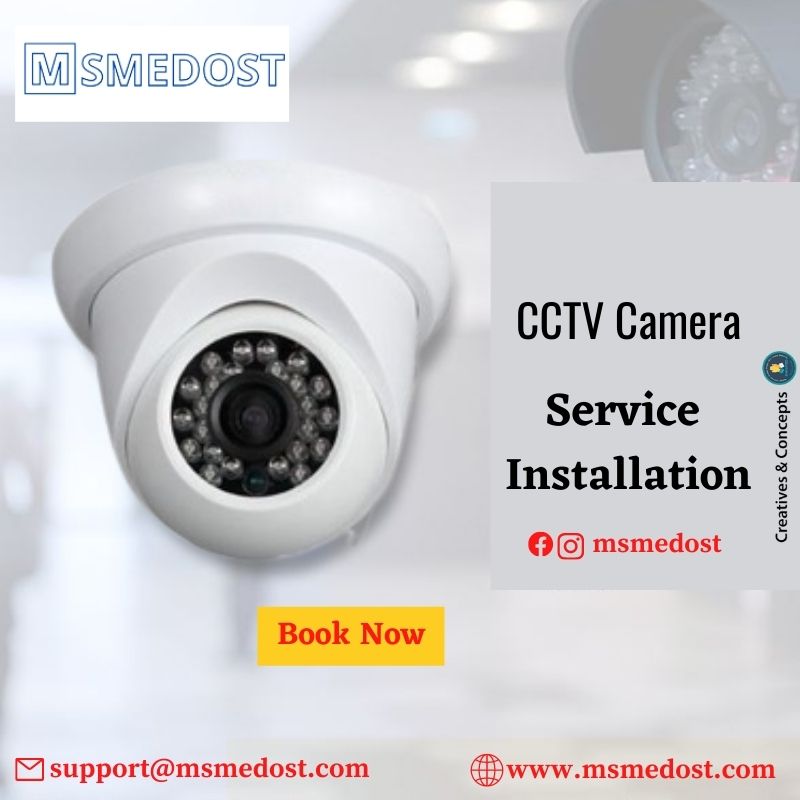 MSMEDOST
CCTV Camera
Service
Installation
msmedost
Creatives & Concepts
Book Now
support@msmedost.com
www.msmedost.com